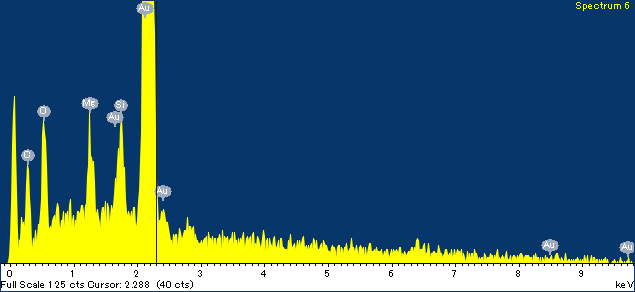 Spectrum 6
Au
Mg Si
O Au
C
Au
Au Au
0 1 2 3 4 5 6 7 8 9
Full Scale 125 cts Cursor: 2.288 (40 cts) keV